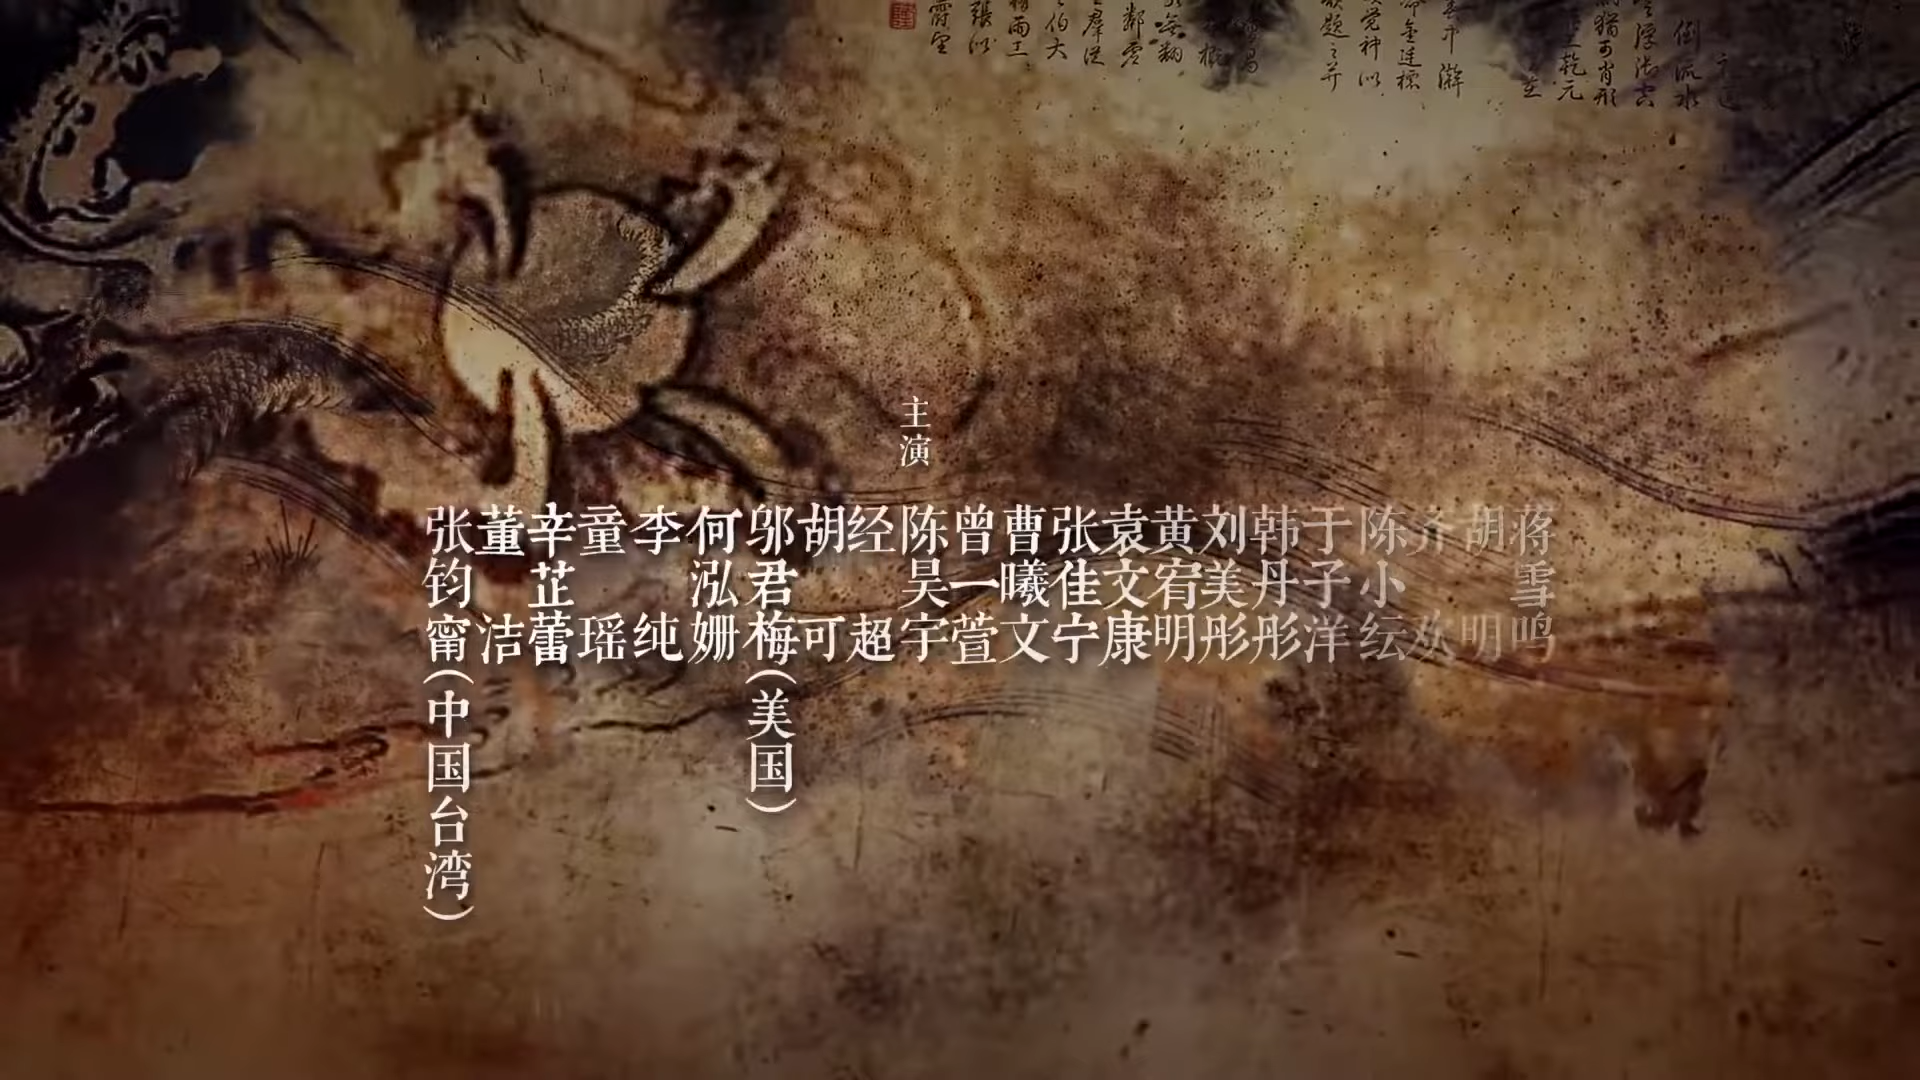 主演
张钧甯(中国台湾)
董洁
辛芷蕾
童瑶
李纯
何泓姗
邬君梅(美国)
胡可
经超
陈昊宇
曾一萱
曹曦文
张佳宁
袁文康
黄宥明
刘美彤
韩丹彤
于子洋
陈小纭
齐欢
胡明
蒋雪鸣